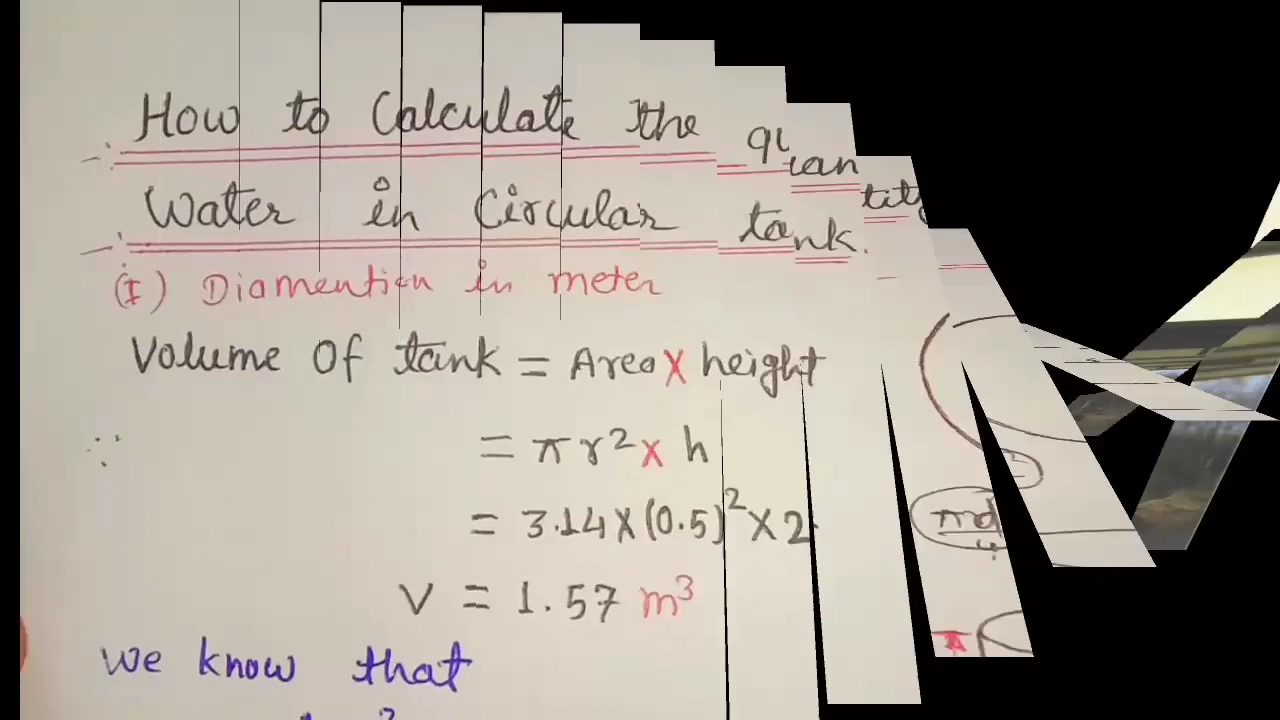 How to Calculate the quantity
Water in Circular tank.
(I) Diamention in meter
Volume Of tank = Area X height
∵ = πr² x h
= 3.14 X (0.5)² X 2
V = 1.57 m³
we know that